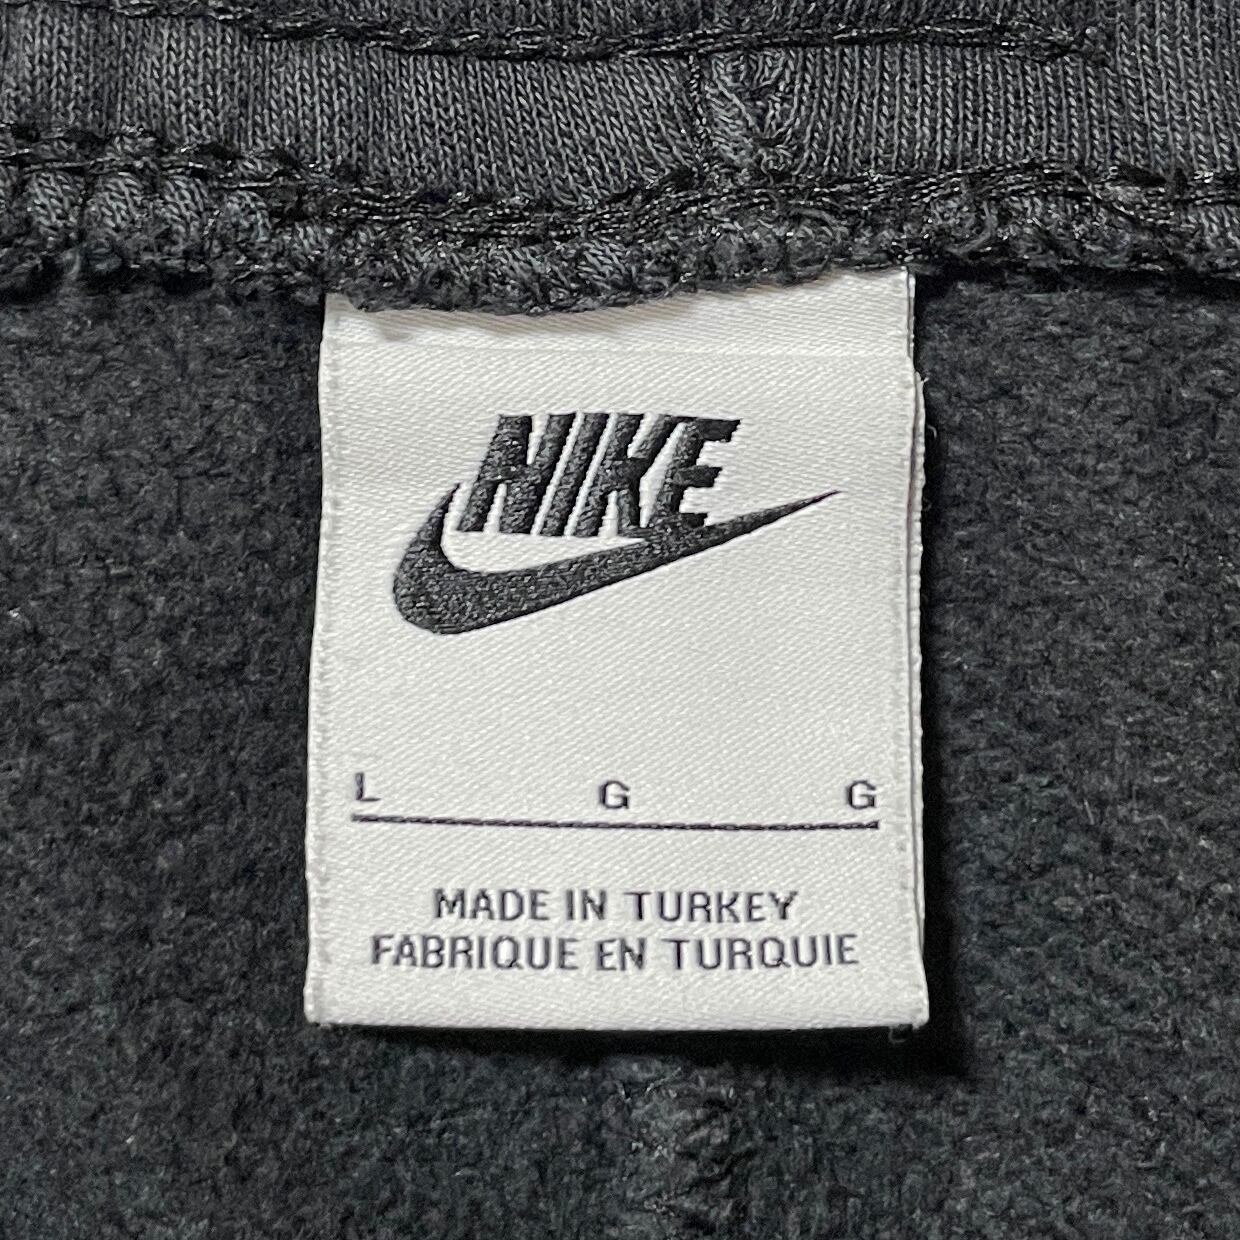 NIKE
L G G
MADE IN TURKEY
FABRIQUE EN TURQUIE